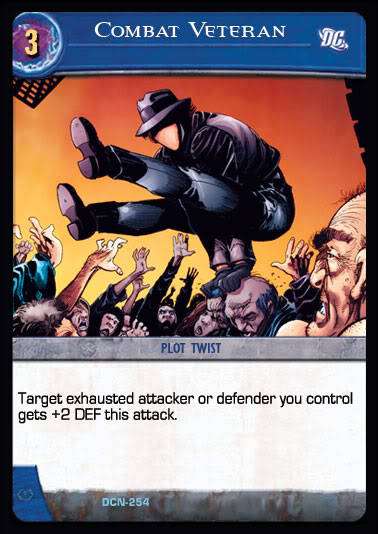 3
Combat Veteran
DC
PLOT TWIST
Target exhausted attacker or defender you control
gets +2 DEF this attack.
DCN-254